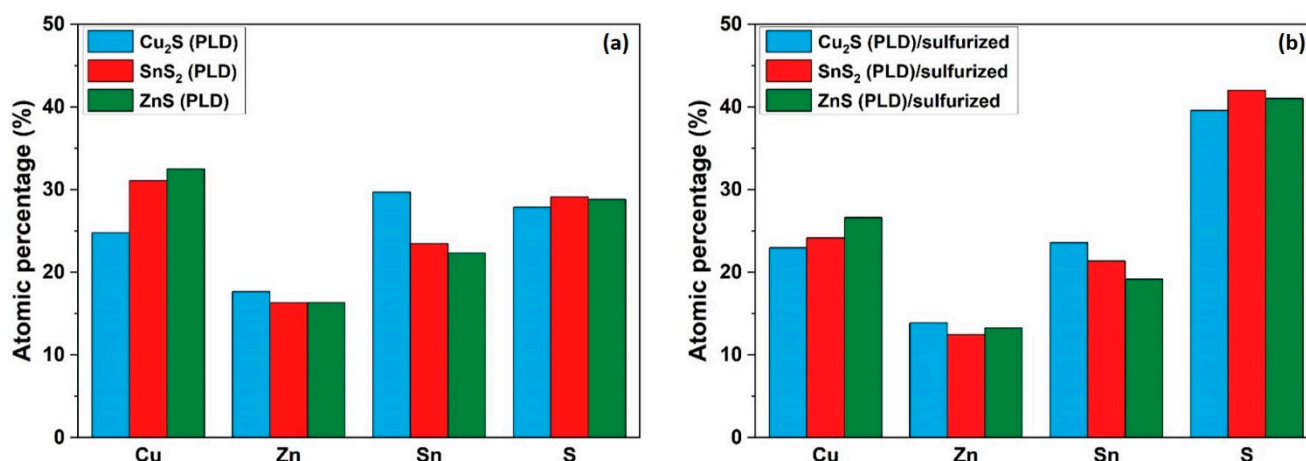 (a)
Cu₂S (PLD)
SnS₂ (PLD)
ZnS (PLD)
Atomic percentage (%)
50
40
30
20
10
0
Cu Zn Sn S
(b)
Cu₂S (PLD)/sulfurized
SnS₂ (PLD)/sulfurized
ZnS (PLD)/sulfurized
Atomic percentage (%)
50
40
30
20
10
0
Cu Zn Sn S